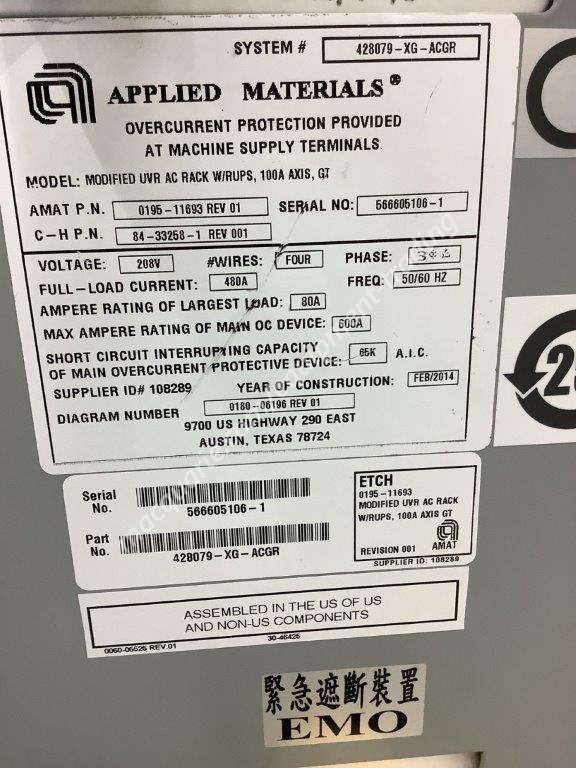 SYSTEM # 428079-XG-ACGR
APPLIED MATERIALS®
OVERCURRENT PROTECTION PROVIDED
AT MACHINE SUPPLY TERMINALS.
MODEL: MODIFIED UVR AC RACK W/RUPS, 100A AXIS, GT
AMAT P.N. 0195-11693 REV 01 SERIAL NO: 566605106-1
C-H P.N. 84-33258-1 REV 001
VOLTAGE: 208V #WIRES: FOUR PHASE:
FULL-LOAD CURRENT: 480A FREQ: 50/60 HZ
AMPERE RATING OF LARGEST LOAD: 80A
MAX AMPERE RATING OF MAIN OC DEVICE: 600A
SHORT CIRCUIT INTERRUPTING CAPACITY
OF MAIN OVERCURRENT PROTECTIVE DEVICE: 65K A.I.C.
SUPPLIER ID# 108289 YEAR OF CONSTRUCTION: FEB/2014
DIAGRAM NUMBER 0180-06196 REV 01
9700 US HIGHWAY 290 EAST
AUSTIN, TEXAS 78724
Serial No. 566605106-1
Part No. 428079-XG-ACGR
ETCH
0195-11693
MODIFIED UVR AC RACK
W/RUPS, 100A AXIS GT
REVISION 001 AMAT
SUPPLIER ID: 108289
ASSEMBLED IN THE US OF US
AND NON-US COMPONENTS
0060-05525 REV.01 30-46425
緊急遮斷裝置
EMO